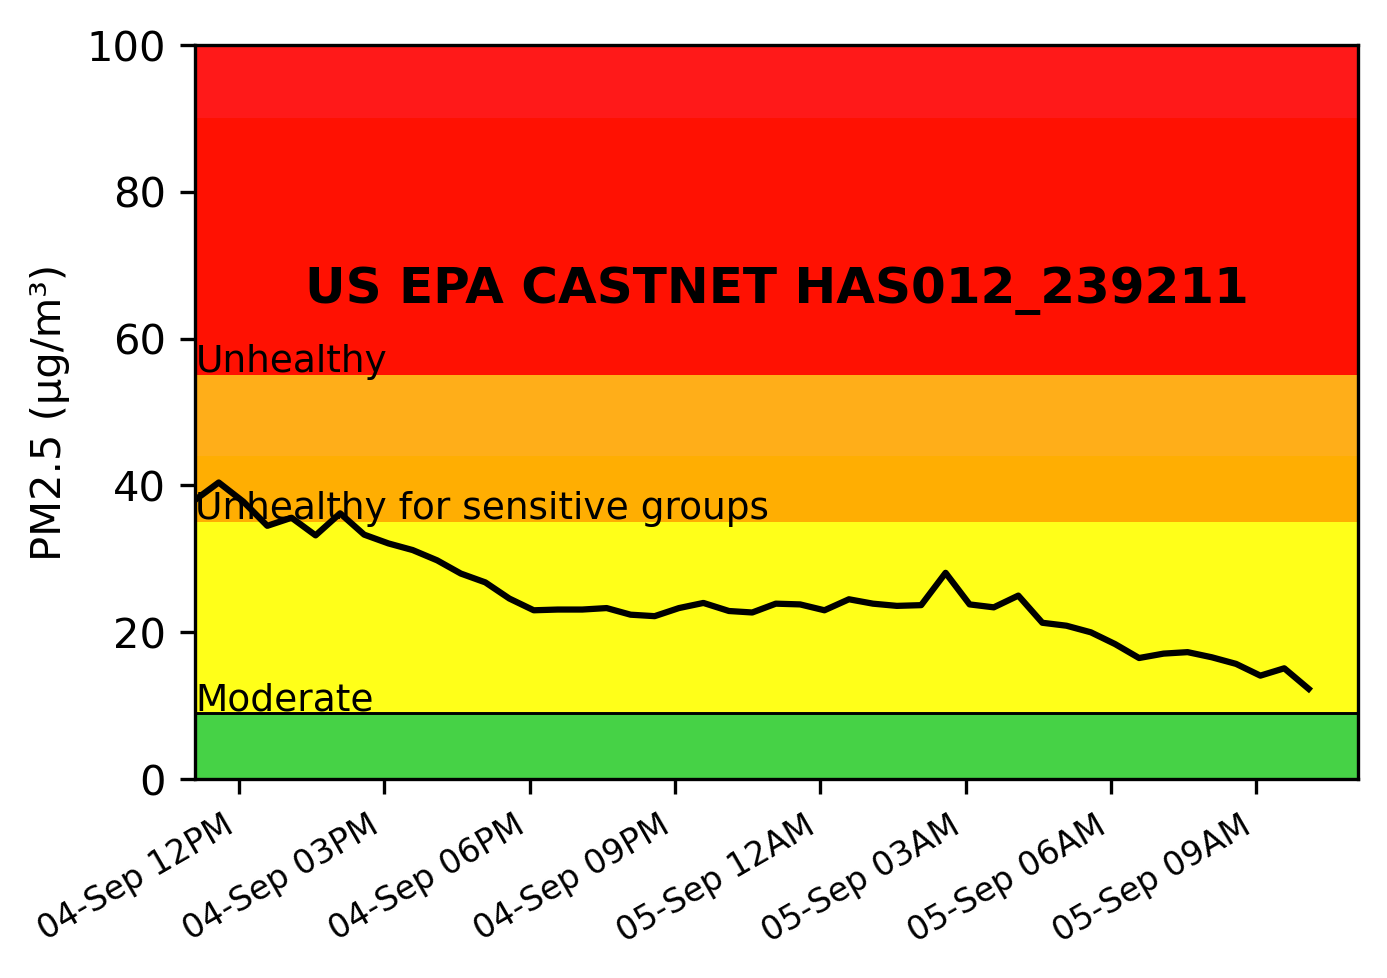 100
80
60
40
20
0
PM2.5 (µg/m³)
US EPA CASTNET HAS012_239211
Unhealthy
Unhealthy for sensitive groups
Moderate
04-Sep 12PM
04-Sep 03PM
04-Sep 06PM
04-Sep 09PM
05-Sep 12AM
05-Sep 03AM
05-Sep 06AM
05-Sep 09AM